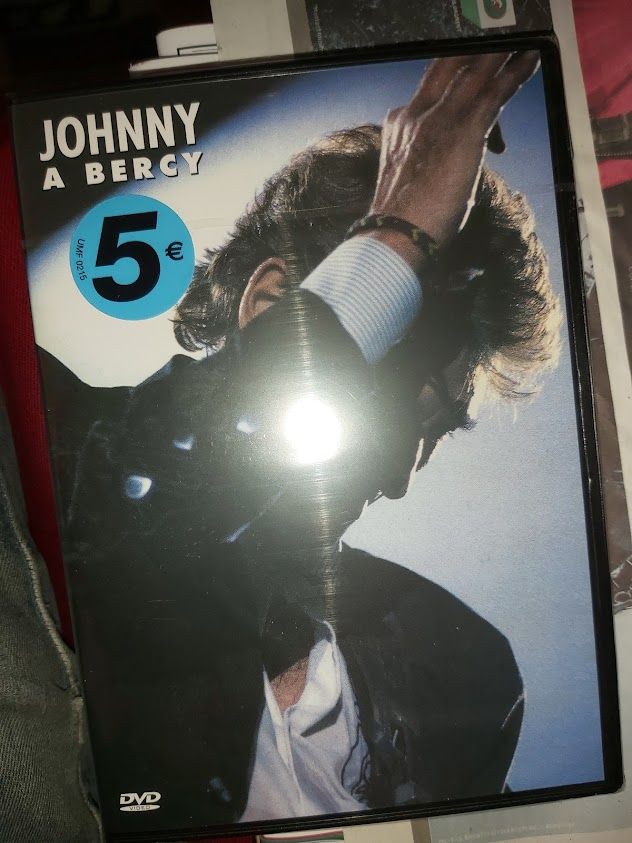 JOHNNY
A BERCY
5€
UMF 0215
DVD
VIDEO